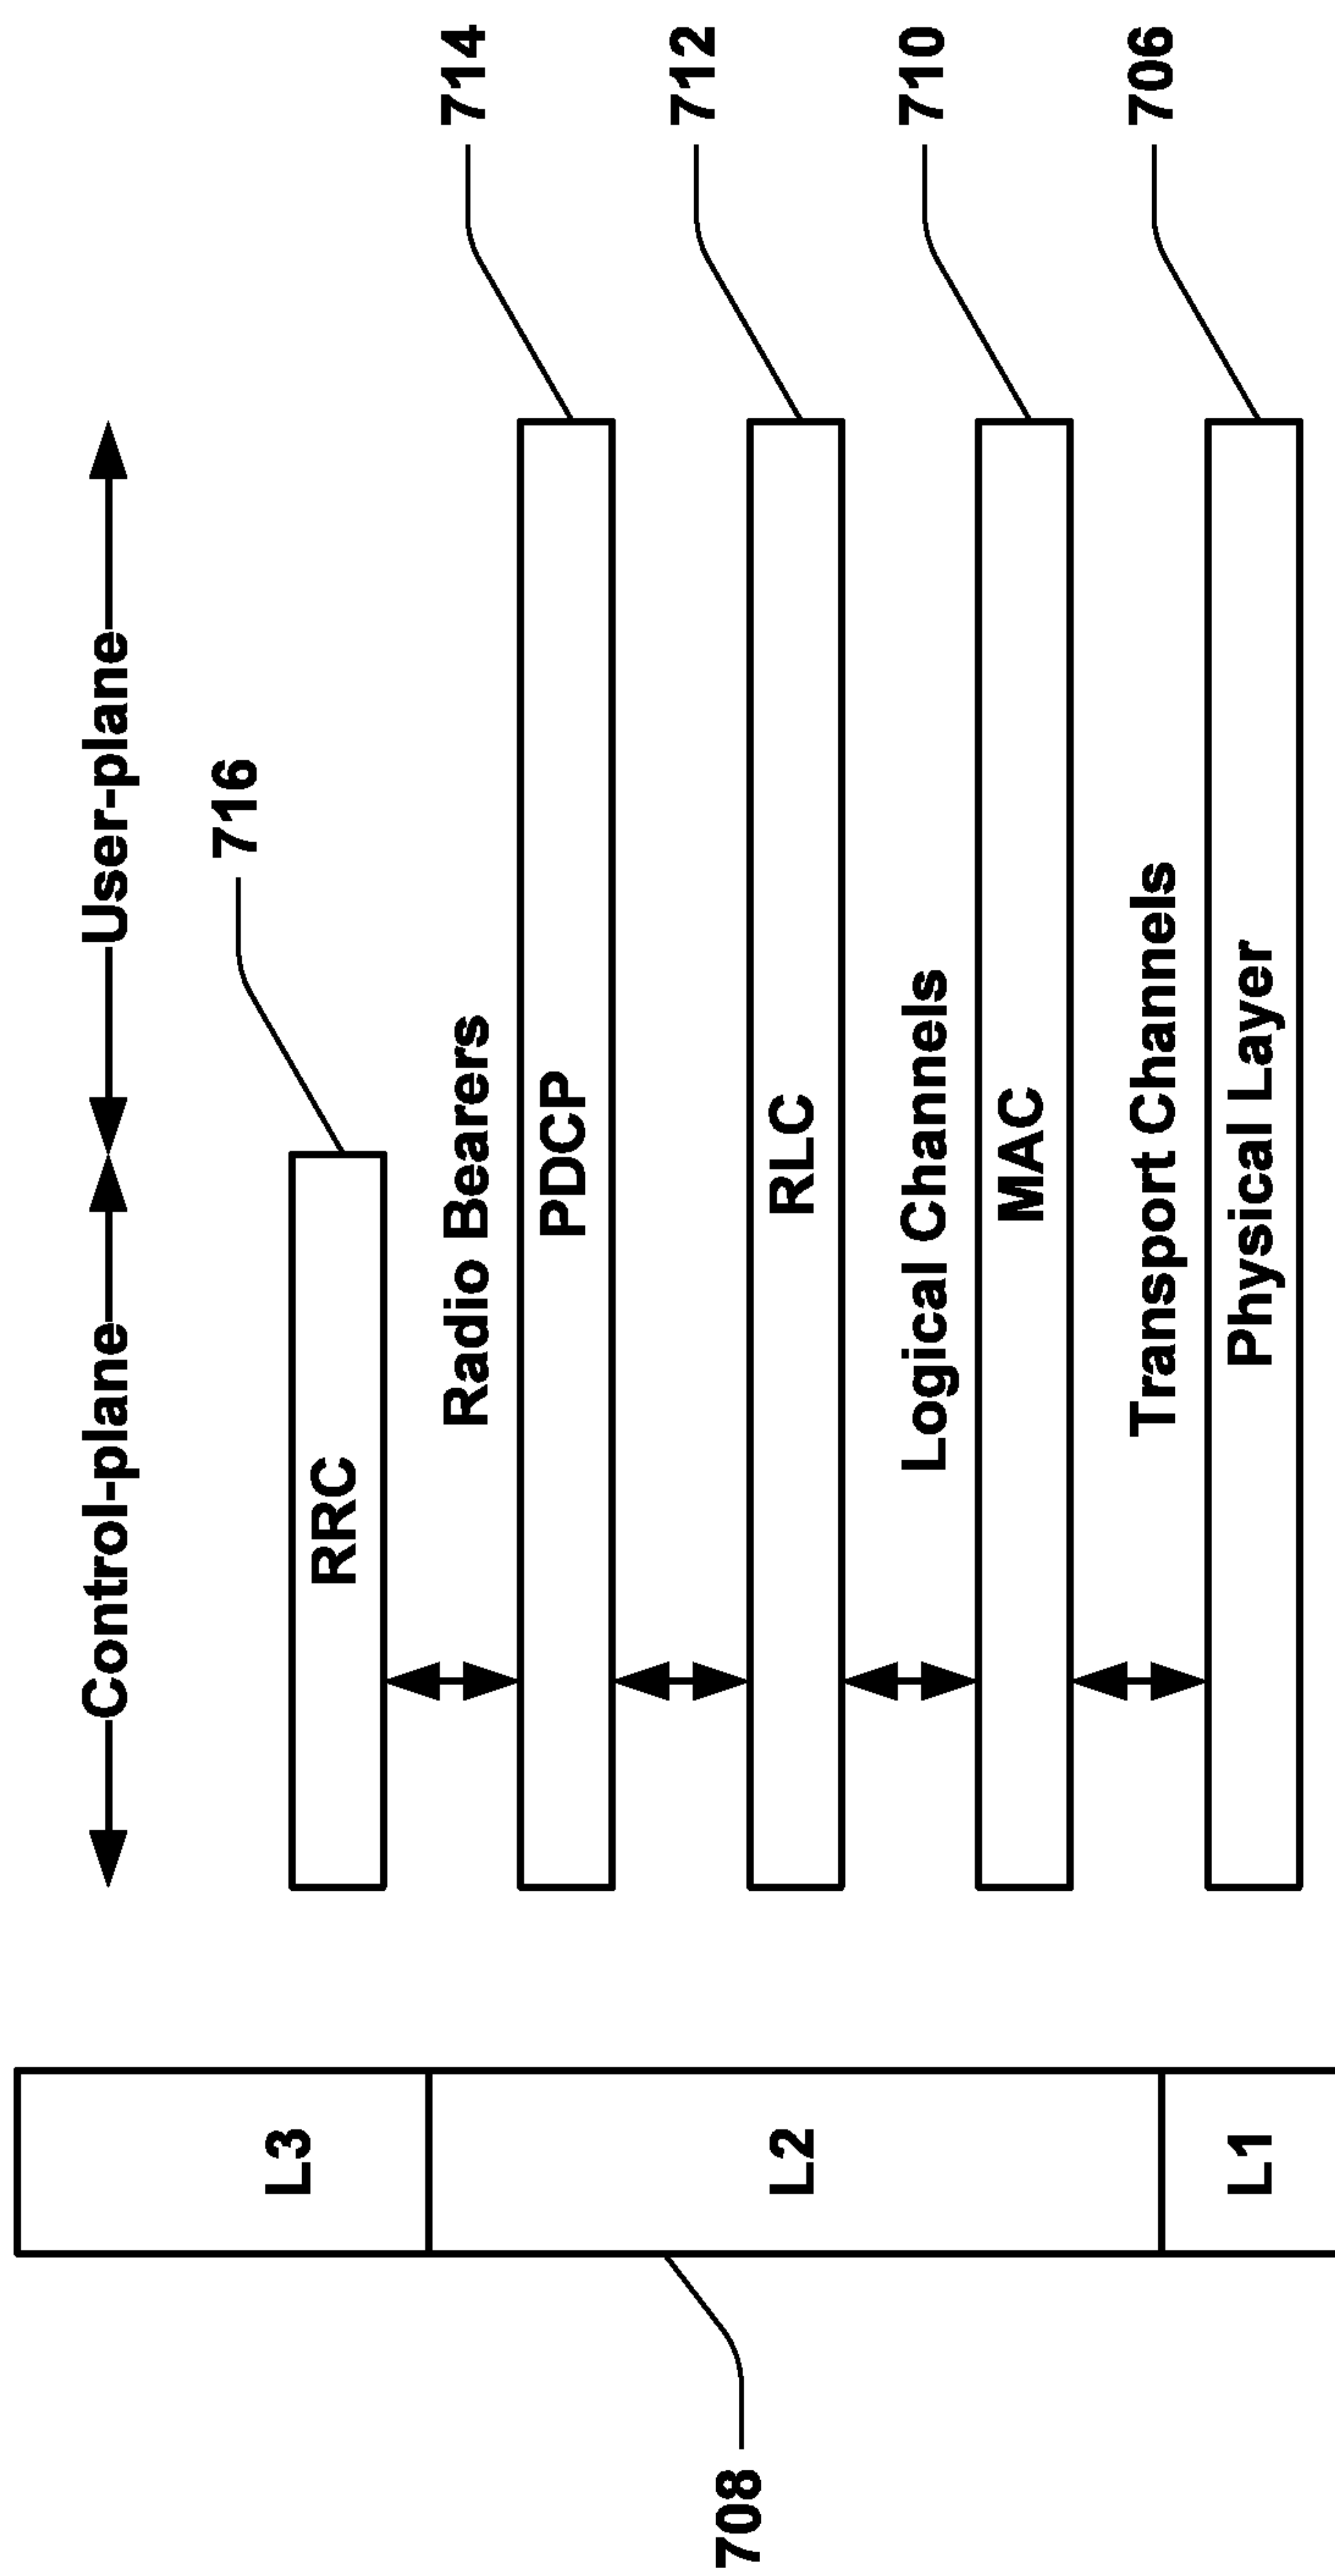 Control-plane
User-plane
716
L3
RRC
Radio Bearers
714
PDCP
712
L2
RLC
708
Logical Channels
710
MAC
Transport Channels
706
L1
Physical Layer